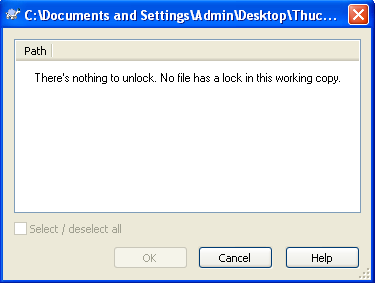 C:\Documents and Settings\Admin\Desktop\Thuc...
Path
There's nothing to unlock. No file has a lock in this working copy.
Select / deselect all
OK
Cancel
Help